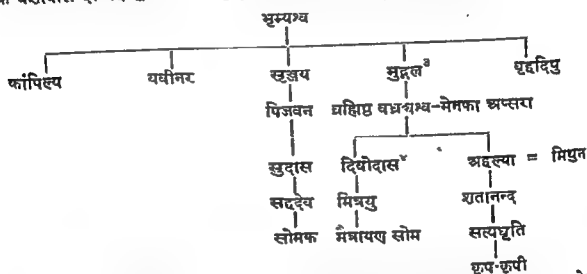 भृम्यश्व
कांपिल्य यवीनर सृञ्जय मुद्गल³ बृहदिपु
पिजवन ब्रह्मिष्ठ वध्र्यश्व-मेनका अप्सरा
सुदास दिवोदास⁴ अहल्या = मिथुन
सहदेव मित्रयु शतानन्द
सोमक मैत्रायण सोम सत्यधृति
कृप-कृपी